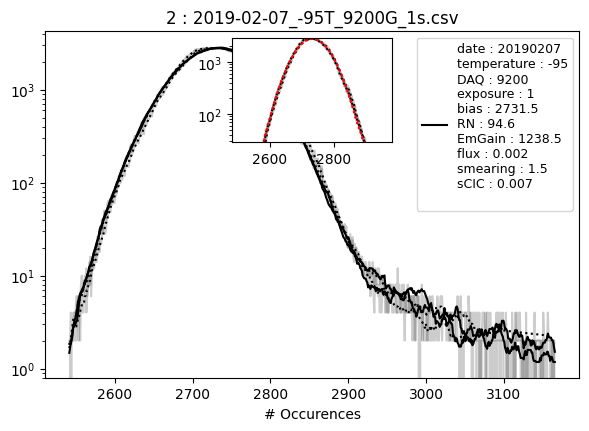 2 : 2019-02-07_-95T_9200G_1s.csv
10³
10²
10¹
10⁰
10³
10²
2600
2800
date : 20190207
temperature : -95
DAQ : 9200
exposure : 1
bias : 2731.5
RN : 94.6
EmGain : 1238.5
flux : 0.002
smearing : 1.5
sCIC : 0.007
2600 2700 2800 2900 3000 3100
# Occurences